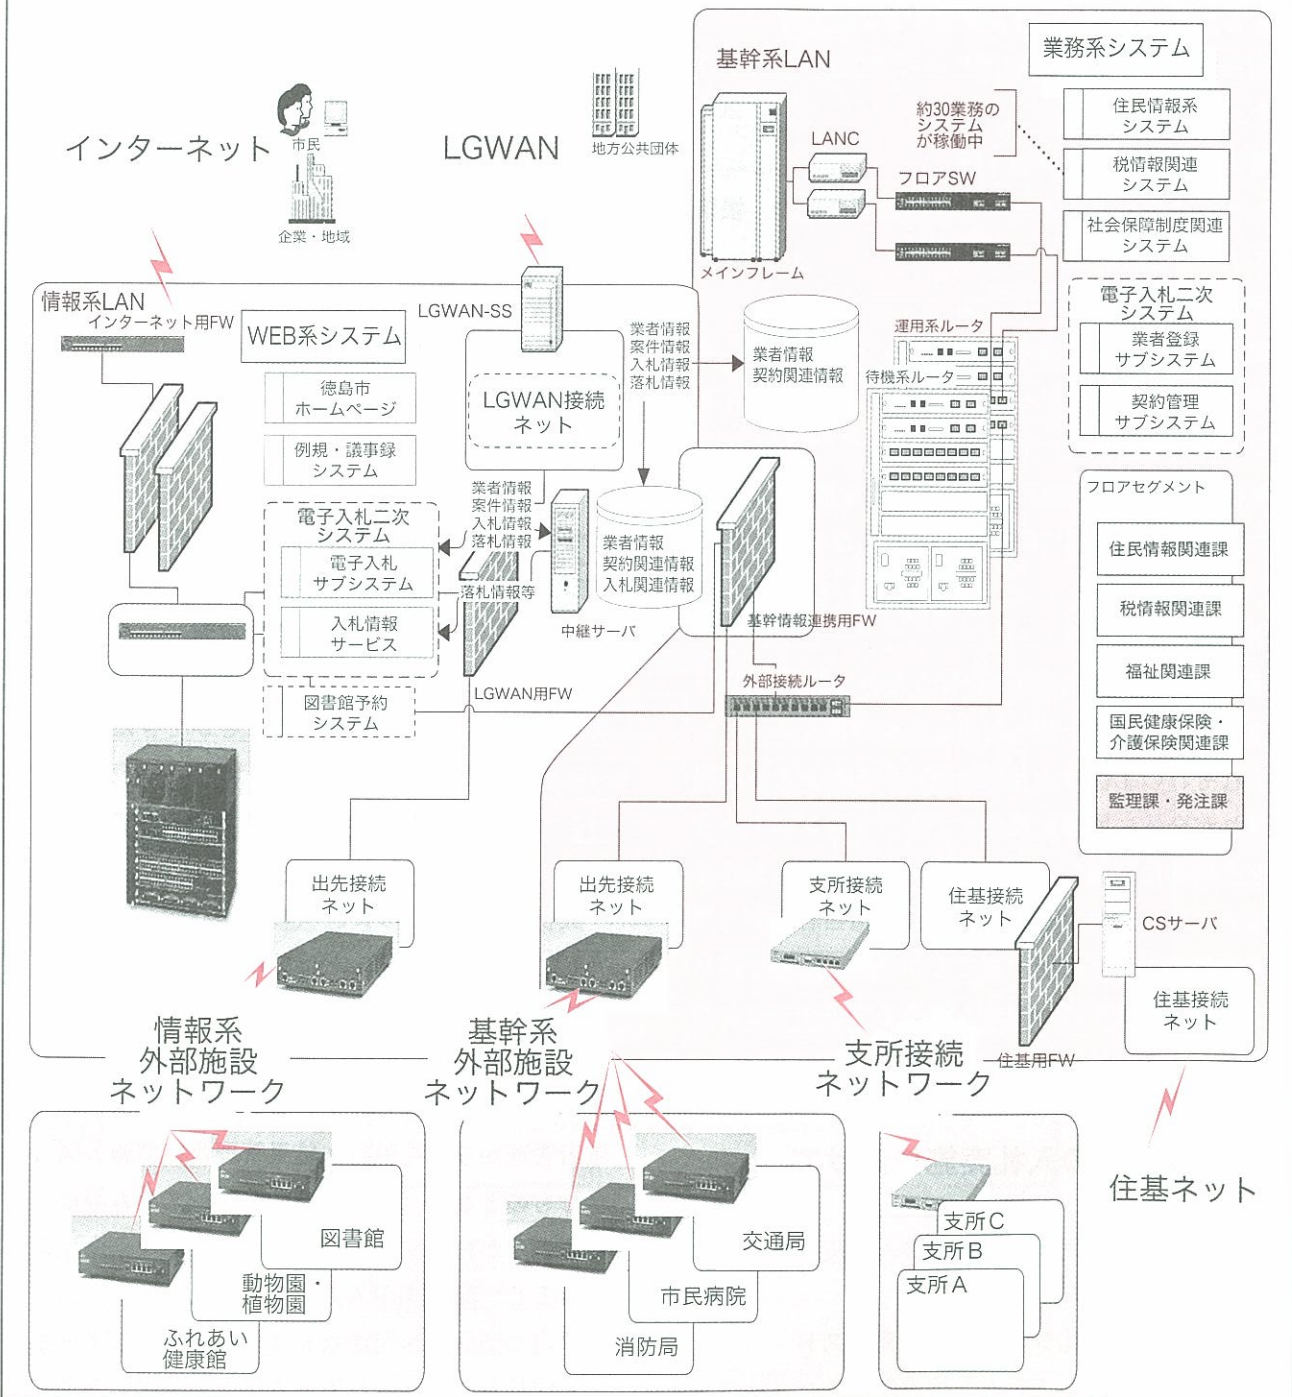 基幹系LAN
業務系システム
インターネット
市民
企業・地域
LGWAN
地方公共団体
約30業務の
システム
が稼働中
LANC
フロアSW
メインフレーム
住民情報系
システム
税情報関連
システム
社会保障制度関連
システム
電子入札二次
システム
業者登録
サブシステム
契約管理
サブシステム
情報系LAN
インターネット用FW
WEB系システム
徳島市
ホームページ
例規・議事録
システム
電子入札二次
システム
電子入札
サブシステム
入札情報
サービス
図書館予約
システム
LGWAN-SS
LGWAN接続
ネット
業者情報
案件情報
入札情報
落札情報
業者情報
契約関連情報
運用系ルータ
待機系ルータ
業者情報
案件情報
入札情報
落札情報
落札情報等
中継サーバ
業者情報
契約関連情報
入札関連情報
LGWAN用FW
基幹情報連携用FW
外部接続ルータ
フロアセグメント
住民情報関連課
税情報関連課
福祉関連課
国民健康保険・
介護保険関連課
監理課・発注課
出先接続
ネット
出先接続
ネット
支所接続
ネット
住基接続
ネット
CSサーバ
住基接続
ネット
住基用FW
情報系
外部施設
ネットワーク
基幹系
外部施設
ネットワーク
支所接続
ネットワーク
住基ネット
図書館
動物園・
植物園
ふれあい
健康館
交通局
市民病院
消防局
支所C
支所B
支所A